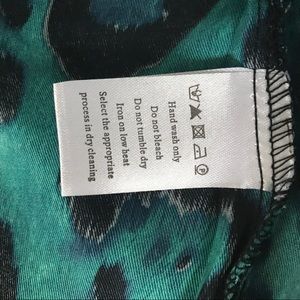 Hand wash only
Do not bleach
Do not tumble dry
Iron on low heat
Select the appropriate
process in dry cleaning